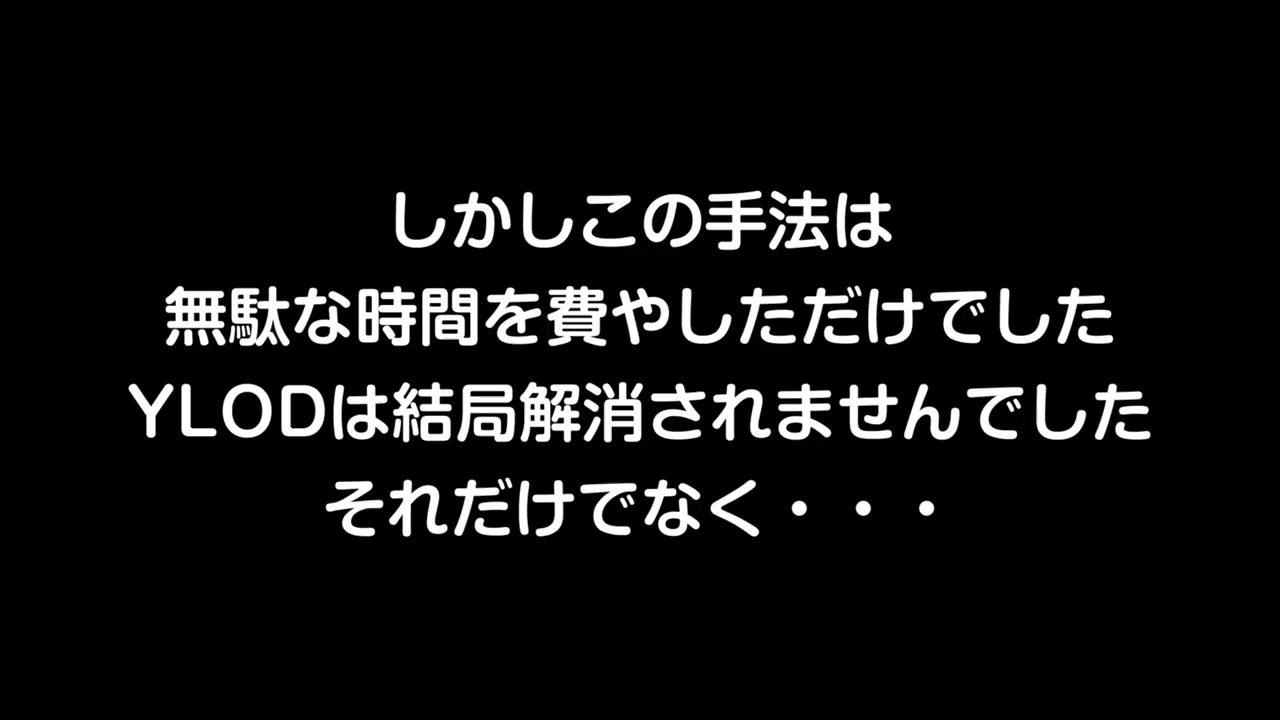 しかしこの手法は
無駄な時間を費やしただけでした
YLODは結局解消されませんでした
それだけでなく・・・